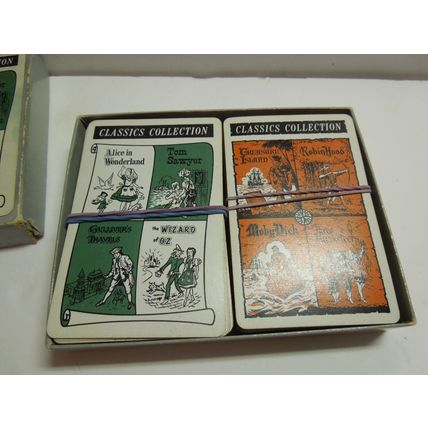 CLASSICS COLLECTION
Alice in
Wonderland
Tom
Sawyer
GULLIVER'S
TRAVELS
the WIZARD
of OZ
CLASSICS COLLECTION
TREASURE
ISLAND
Robin Hood
Moby Dick